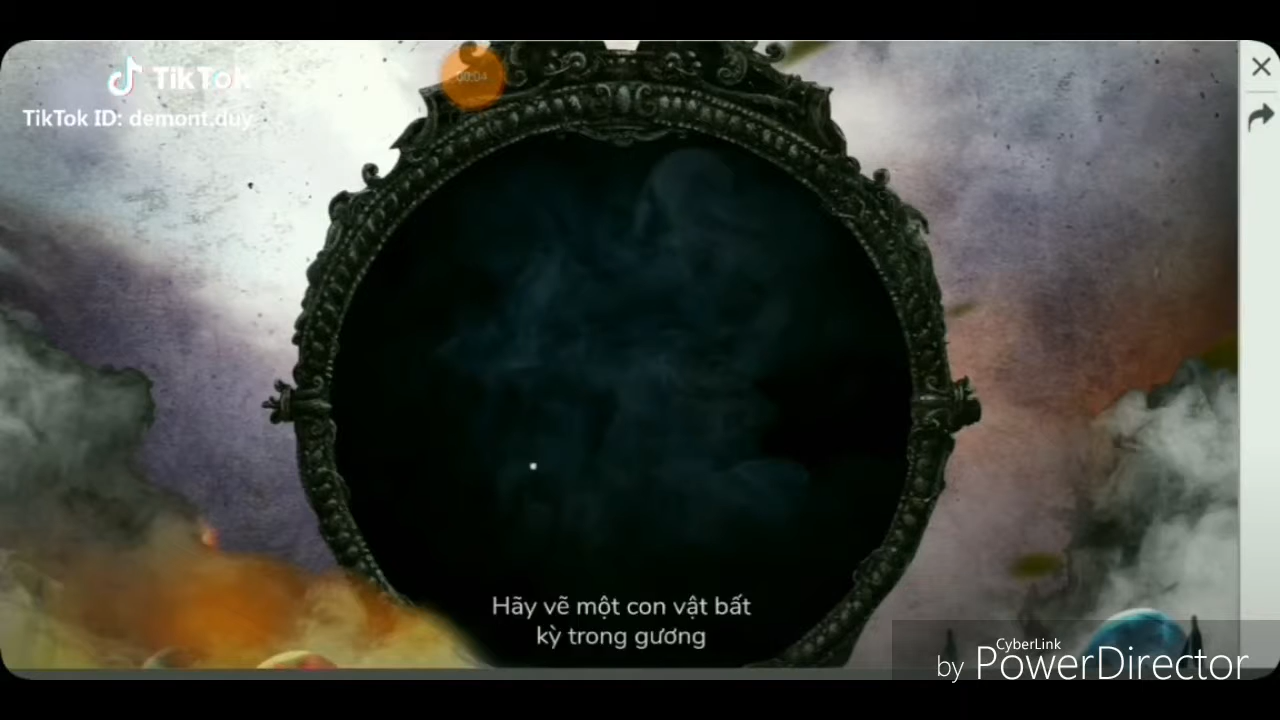 TikTok
00:04
TikTok ID: demont.duy
Hãy vẽ một con vật bất
kỳ trong gương
CyberLink
by PowerDirector